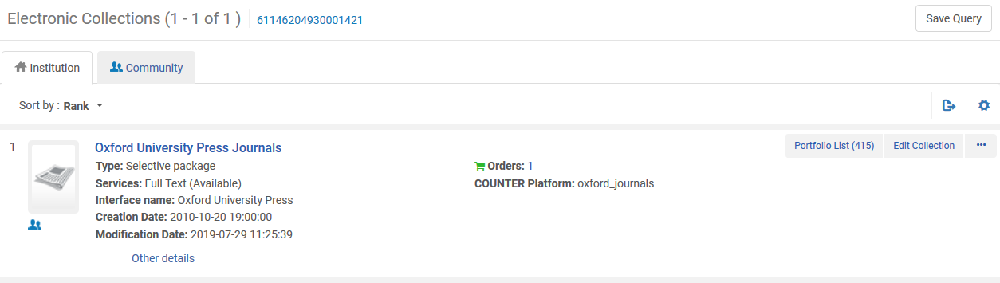 Electronic Collections (1 - 1 of 1 ) 61146204930001421 Save Query
Institution Community
Sort by : Rank
1 Oxford University Press Journals Portfolio List (415) Edit Collection ...
Type: Selective package Orders: 1
Services: Full Text (Available) COUNTER Platform: oxford_journals
Interface name: Oxford University Press
Creation Date: 2010-10-20 19:00:00
Modification Date: 2019-07-29 11:25:39
Other details